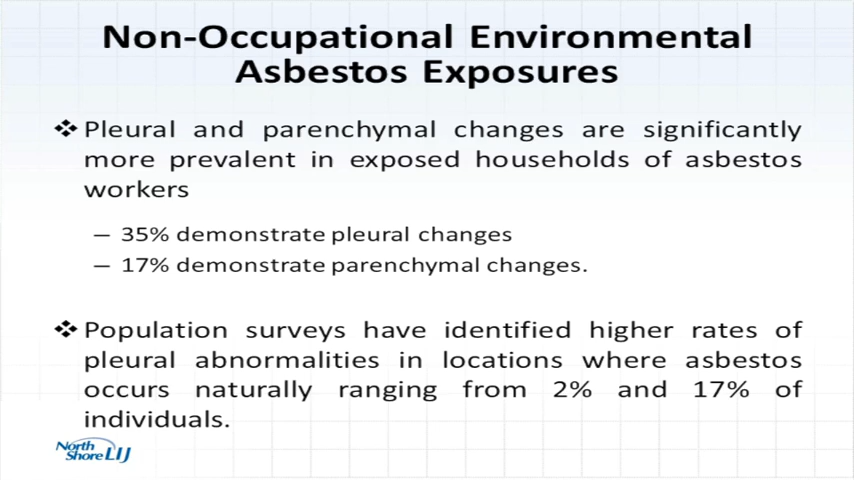 Non-Occupational Environmental
Asbestos Exposures
❖ Pleural and parenchymal changes are significantly
more prevalent in exposed households of asbestos
workers
– 35% demonstrate pleural changes
– 17% demonstrate parenchymal changes.
❖ Population surveys have identified higher rates of
pleural abnormalities in locations where asbestos
occurs naturally ranging from 2% and 17% of
individuals.
North
Shore LIJ